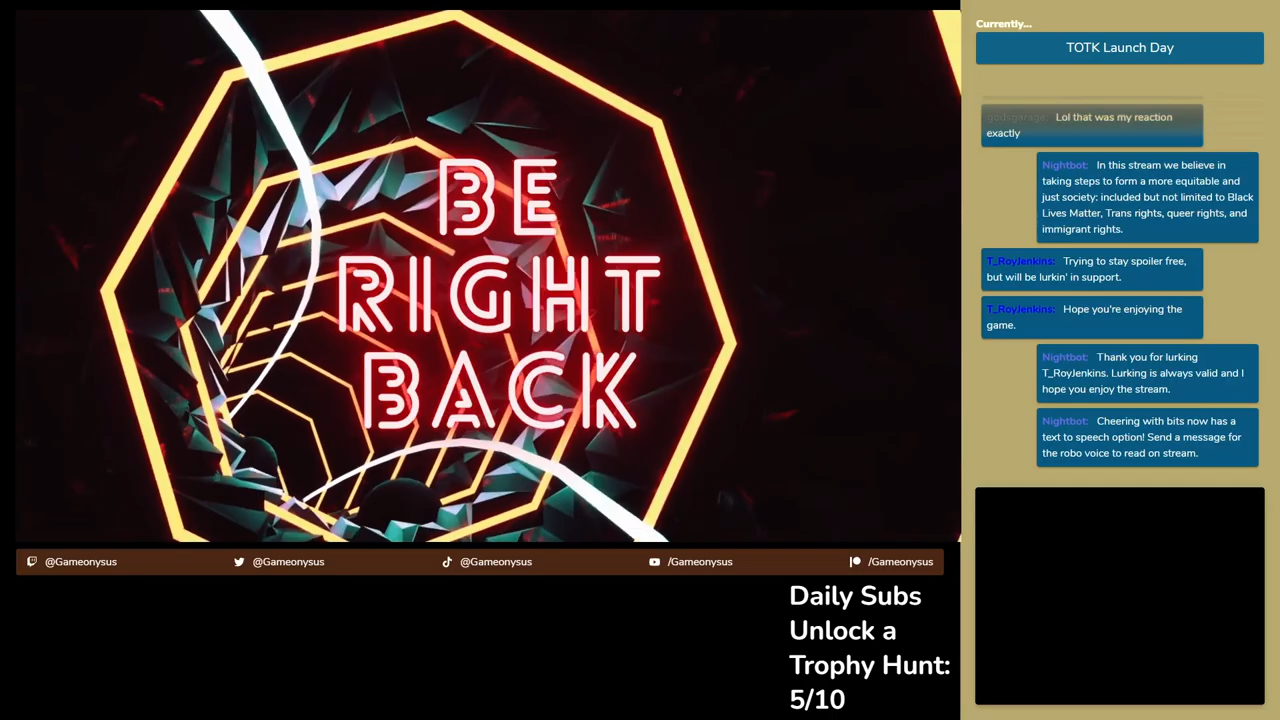 BE
RIGHT
BACK
Currently...
TOTK Launch Day
godsgarage: Lol that was my reaction
exactly
Nightbot: In this stream we believe in
taking steps to form a more equitable and
just society: included but not limited to Black
Lives Matter, Trans rights, queer rights, and
immigrant rights.
T_RoyJenkins: Trying to stay spoiler free,
but will be lurkin' in support.
T_RoyJenkins: Hope you're enjoying the
game.
Nightbot: Thank you for lurking
T_RoyJenkins. Lurking is always valid and I
hope you enjoy the stream.
Nightbot: Cheering with bits now has a
text to speech option! Send a message for
the robo voice to read on stream.
@Gameonysus @Gameonysus @Gameonysus /Gameonysus /Gameonysus
Daily Subs
Unlock a
Trophy Hunt:
5/10